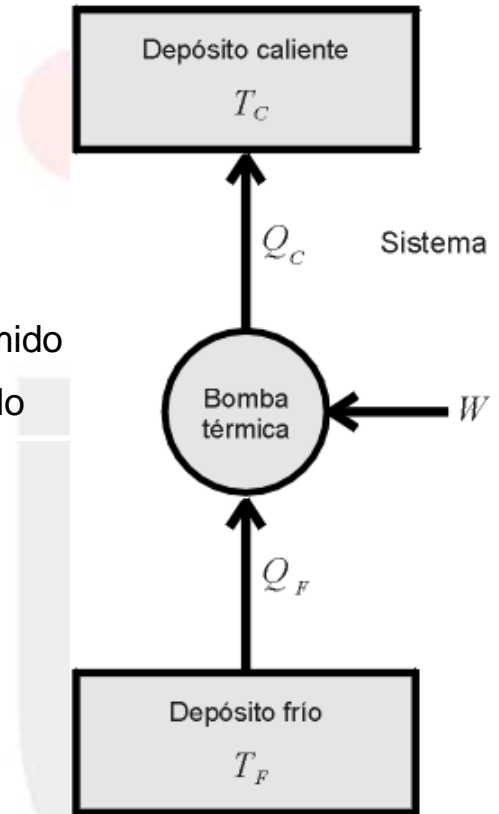 Depósito caliente
T_C
Q_C
Sistema
Bomba
térmica
W
Q_F
Depósito frío
T_F